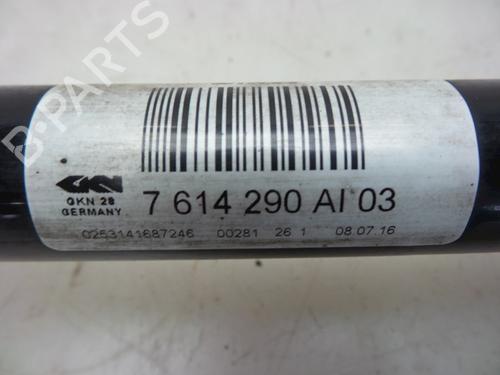 B-PARTS
GKN
GKN 28
GERMANY
7 614 290 AI 03
0253141687246 00281 26 1 08.07.16